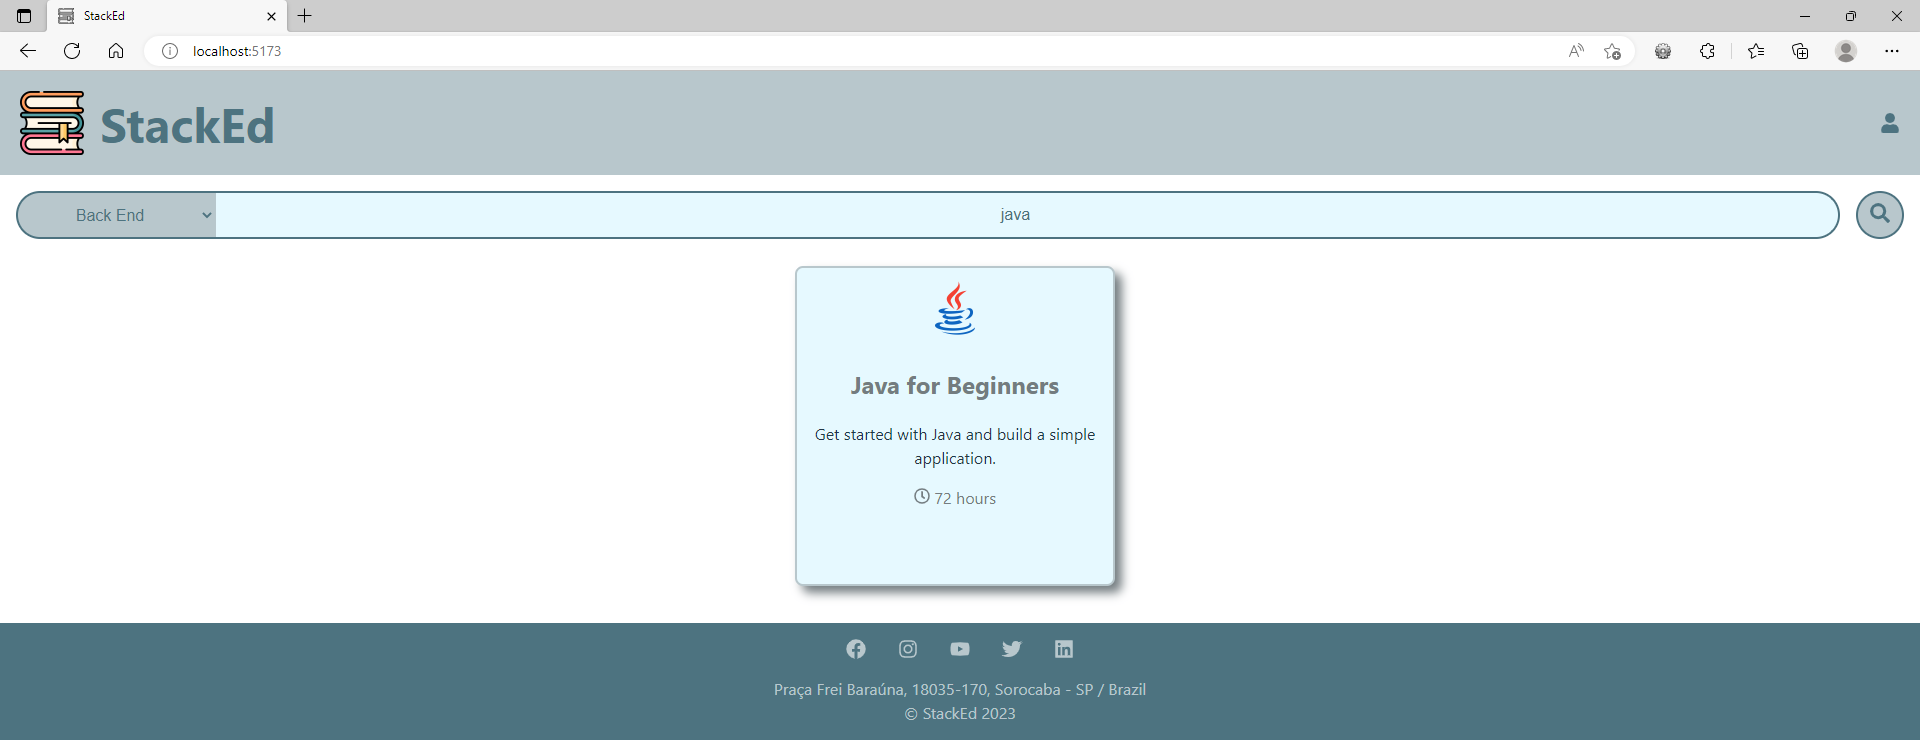 StackEd
localhost:5173
StackEd
Back End
java
Java for Beginners
Get started with Java and build a simple
application.
72 hours
Praça Frei Baraúna, 18035-170, Sorocaba - SP / Brazil
© StackEd 2023